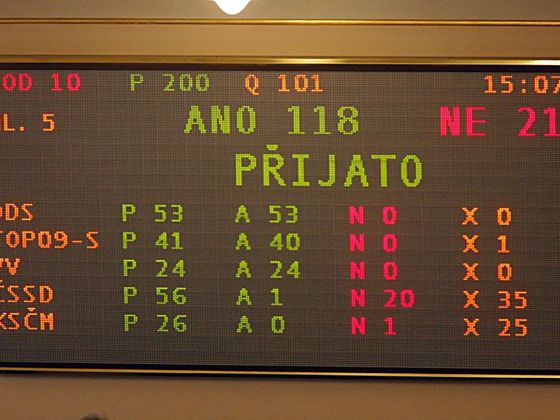 OD 10 P 200 Q 101 15:07
L. 5 ANO 118 NE 21
PŘIJATO
ODS P 53 A 53 N 0 X 0
TOP09-S P 41 A 40 N 0 X 1
VV P 24 A 24 N 0 X 0
ČSSD P 56 A 1 N 20 X 35
KSČM P 26 A 0 N 1 X 25